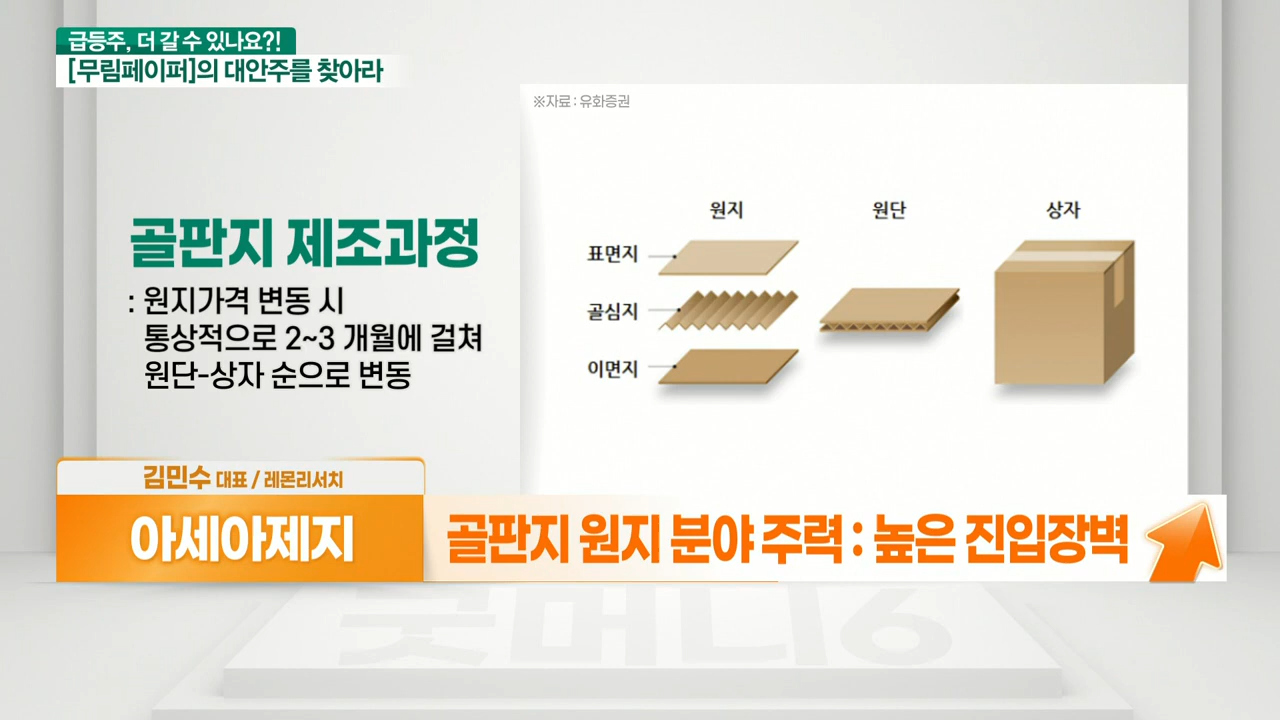 급등주, 더 갈 수 있나요?!
[무림페이퍼]의 대안주를 찾아라
※자료 : 유화증권
골판지 제조과정
: 원지가격 변동 시
통상적으로 2~3 개월에 걸쳐
원단-상자 순으로 변동
원지
원단
상자
표면지
골심지
이면지
김민수 대표 / 레몬리서치
아세아제지
골판지 원지 분야 주력 : 높은 진입장벽
굿머니6